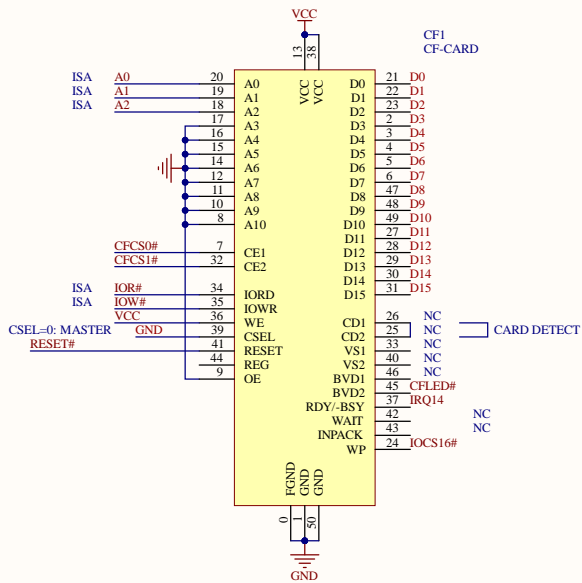 VCC
CF1
CF-CARD
13 38
VCC VCC
ISA A0 20 A0 D0 21 D0
ISA A1 19 A1 D1 22 D1
ISA A2 18 A2 D2 23 D2
17 A3 D3 2 D3
16 A4 D4 3 D4
15 A5 D5 4 D5
14 A6 D6 5 D6
12 A7 D7 6 D7
11 A8 D8 47 D8
10 A9 D9 48 D9
8 A10 D10 49 D10
D11 27 D11
CFCS0# 7 CE1 D12 28 D12
CFCS1# 32 CE2 D13 29 D13
D14 30 D14
ISA IOR# 34 IORD D15 31 D15
ISA IOW# 35 IOWR
VCC 36 WE CD1 26 NC
CSEL=0: MASTER GND 39 CSEL CD2 25 NC CARD DETECT
RESET# 41 RESET VS1 33 NC
44 REG VS2 40 NC
9 OE BVD1 46 NC
BVD2 45 CFLED#
RDY/-BSY 37 IRQ14
WAIT 42 NC
INPACK 43 NC
WP 24 IOCS16#
FGND GND GND
0 1 50
GND